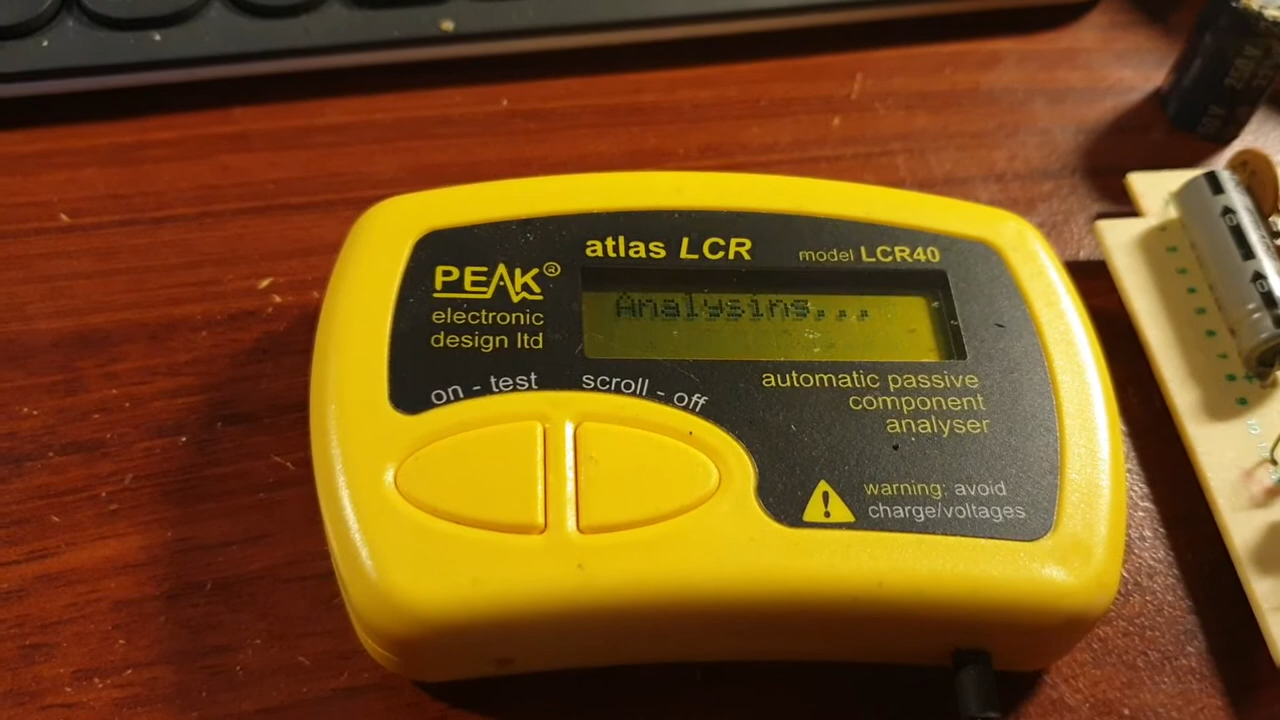 atlas LCR
model LCR40
PEAK®
electronic
design ltd
Analysing...
on - test
scroll - off
automatic passive
component
analyser
warning: avoid
charge/voltages